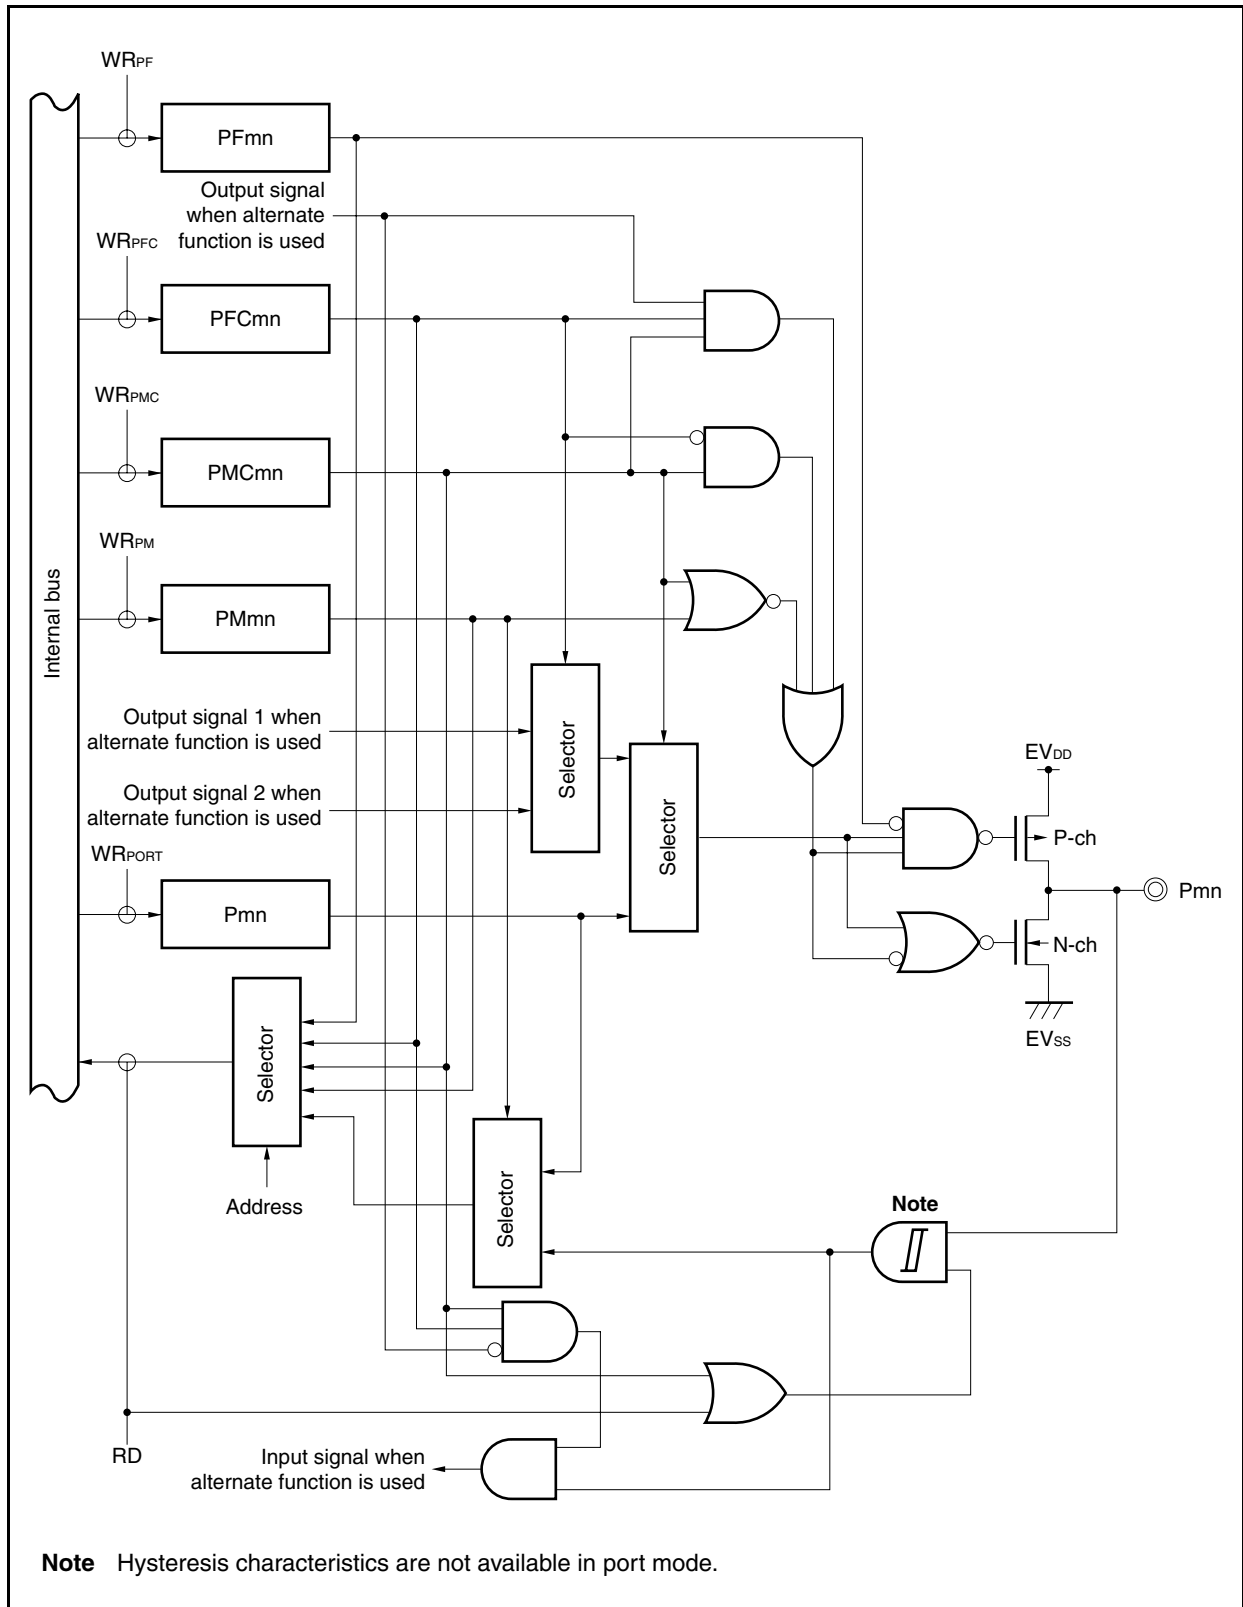 WRPF
PFmn
Output signal
when alternate
function is used
WRPFC
PFCmn
WRPMC
PMCmn
WRPM
PMmn
Internal bus
Output signal 1 when
alternate function is used
Selector
Output signal 2 when
alternate function is used
Selector
EVDD
P-ch
WRPORT
Pmn
Pmn
N-ch
EVSS
Selector
Address
Selector
Note
RD
Input signal when
alternate function is used
Note Hysteresis characteristics are not available in port mode.